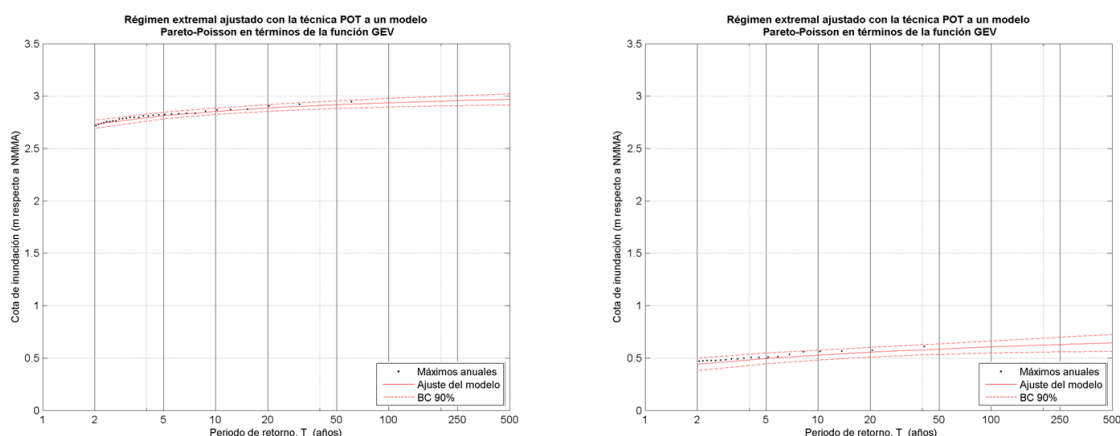 Régimen extremal ajustado con la técnica POT a un modelo
Pareto-Poisson en términos de la función GEV
Cota de inundación (m respecto a NMMA)
3.5
3
2.5
2
1.5
1
0.5
0
1 2 5 10 20 50 100 250 500
Periodo de retorno, T (años)
Máximos anuales
Ajuste del modelo
BC 90%
Régimen extremal ajustado con la técnica POT a un modelo
Pareto-Poisson en términos de la función GEV
Cota de inundación (m respecto a NMMA)
3.5
3
2.5
2
1.5
1
0.5
0
1 2 5 10 20 50 100 250 500
Periodo de retorno, T (años)
Máximos anuales
Ajuste del modelo
BC 90%